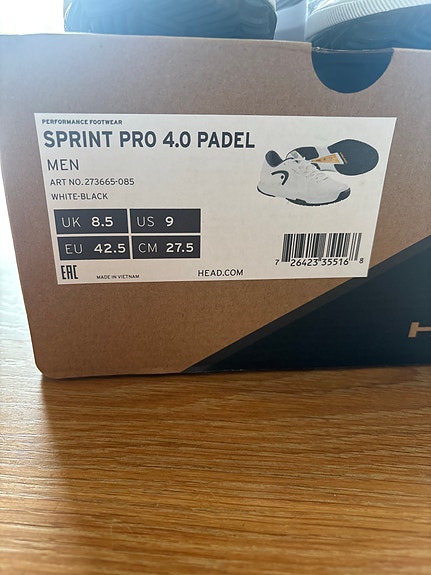 PERFORMANCE FOOTWEAR
SPRINT PRO 4.0 PADEL
MEN
ART NO. 273665-085
WHITE-BLACK
UK 8.5 US 9
EU 42.5 CM 27.5
7 26423 35516 8
EAC MADE IN VIETNAM HEAD.COM